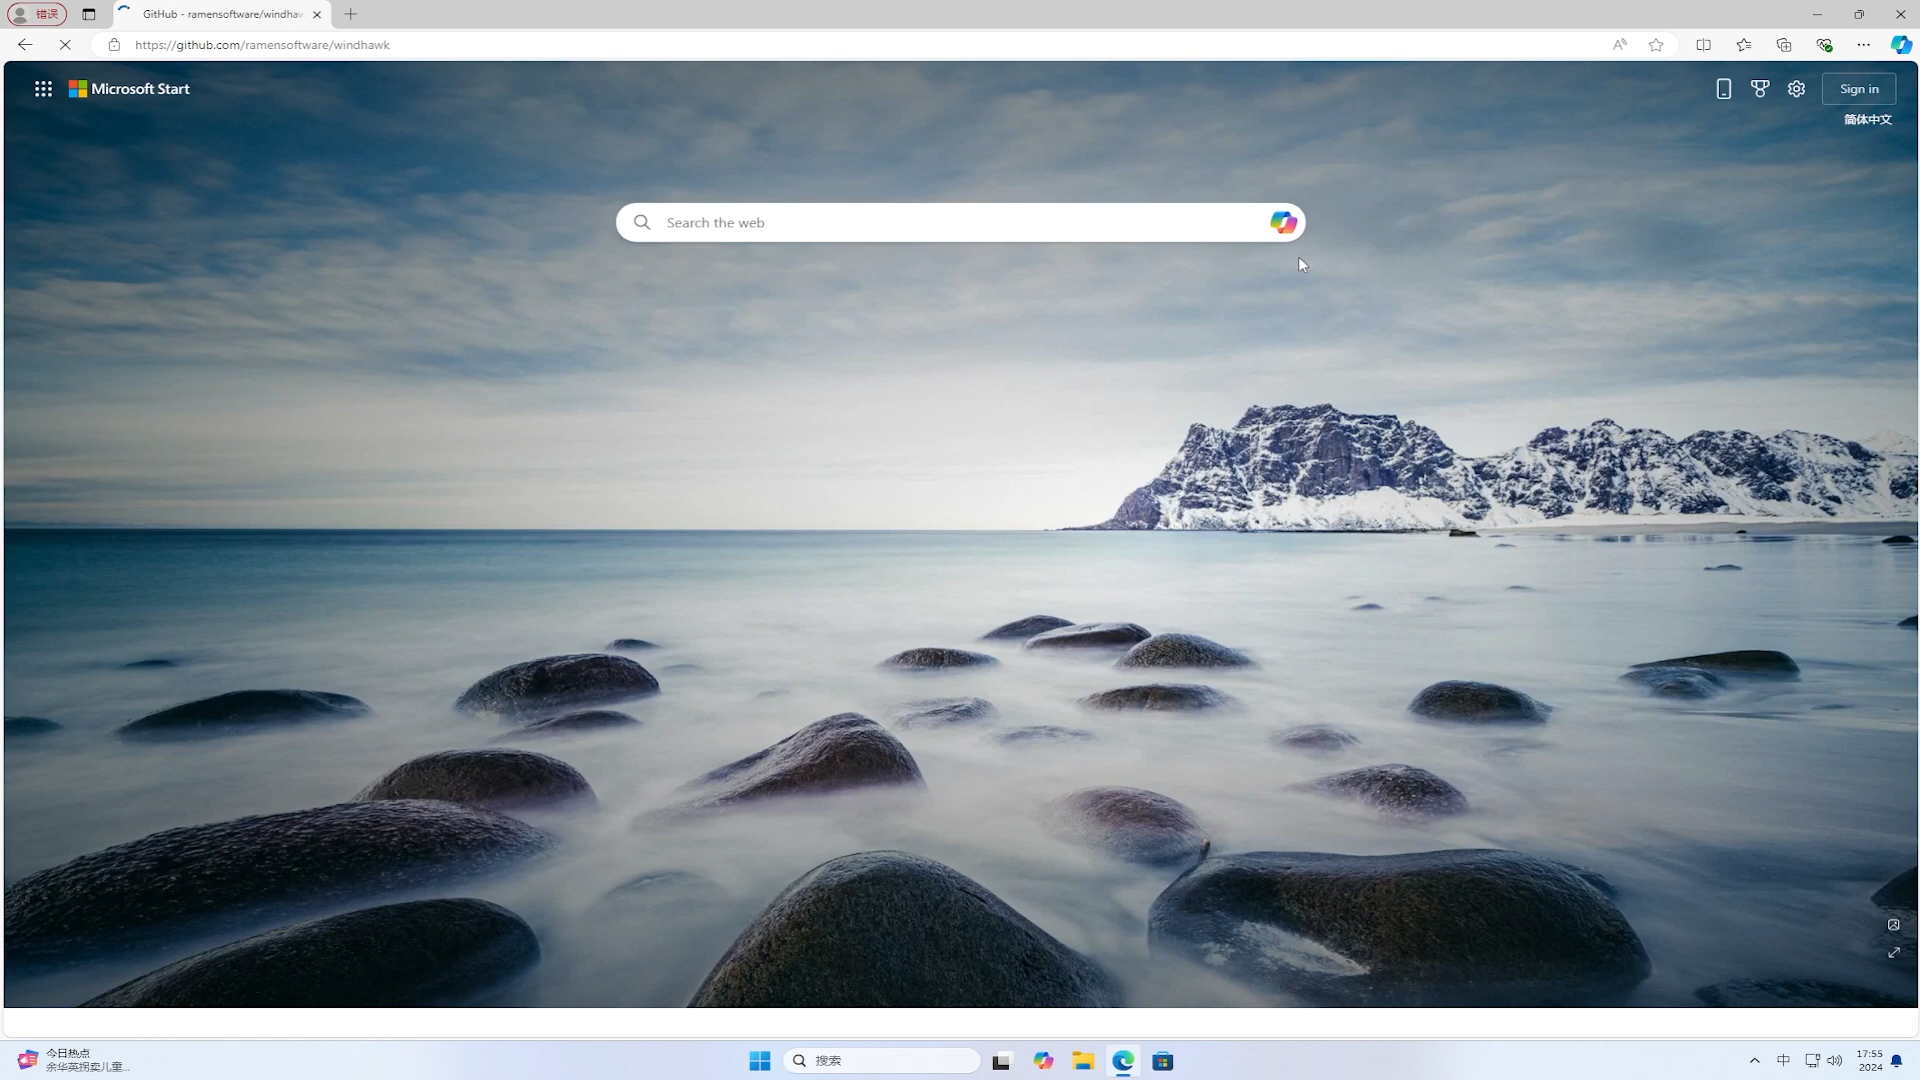 错误
GitHub - ramensoftware/windhaw
https://github.com/ramensoftware/windhawk
Microsoft Start
Sign in
简体中文
Search the web
今日热点
余华英拐卖儿童...
搜索
中
17:55
2024